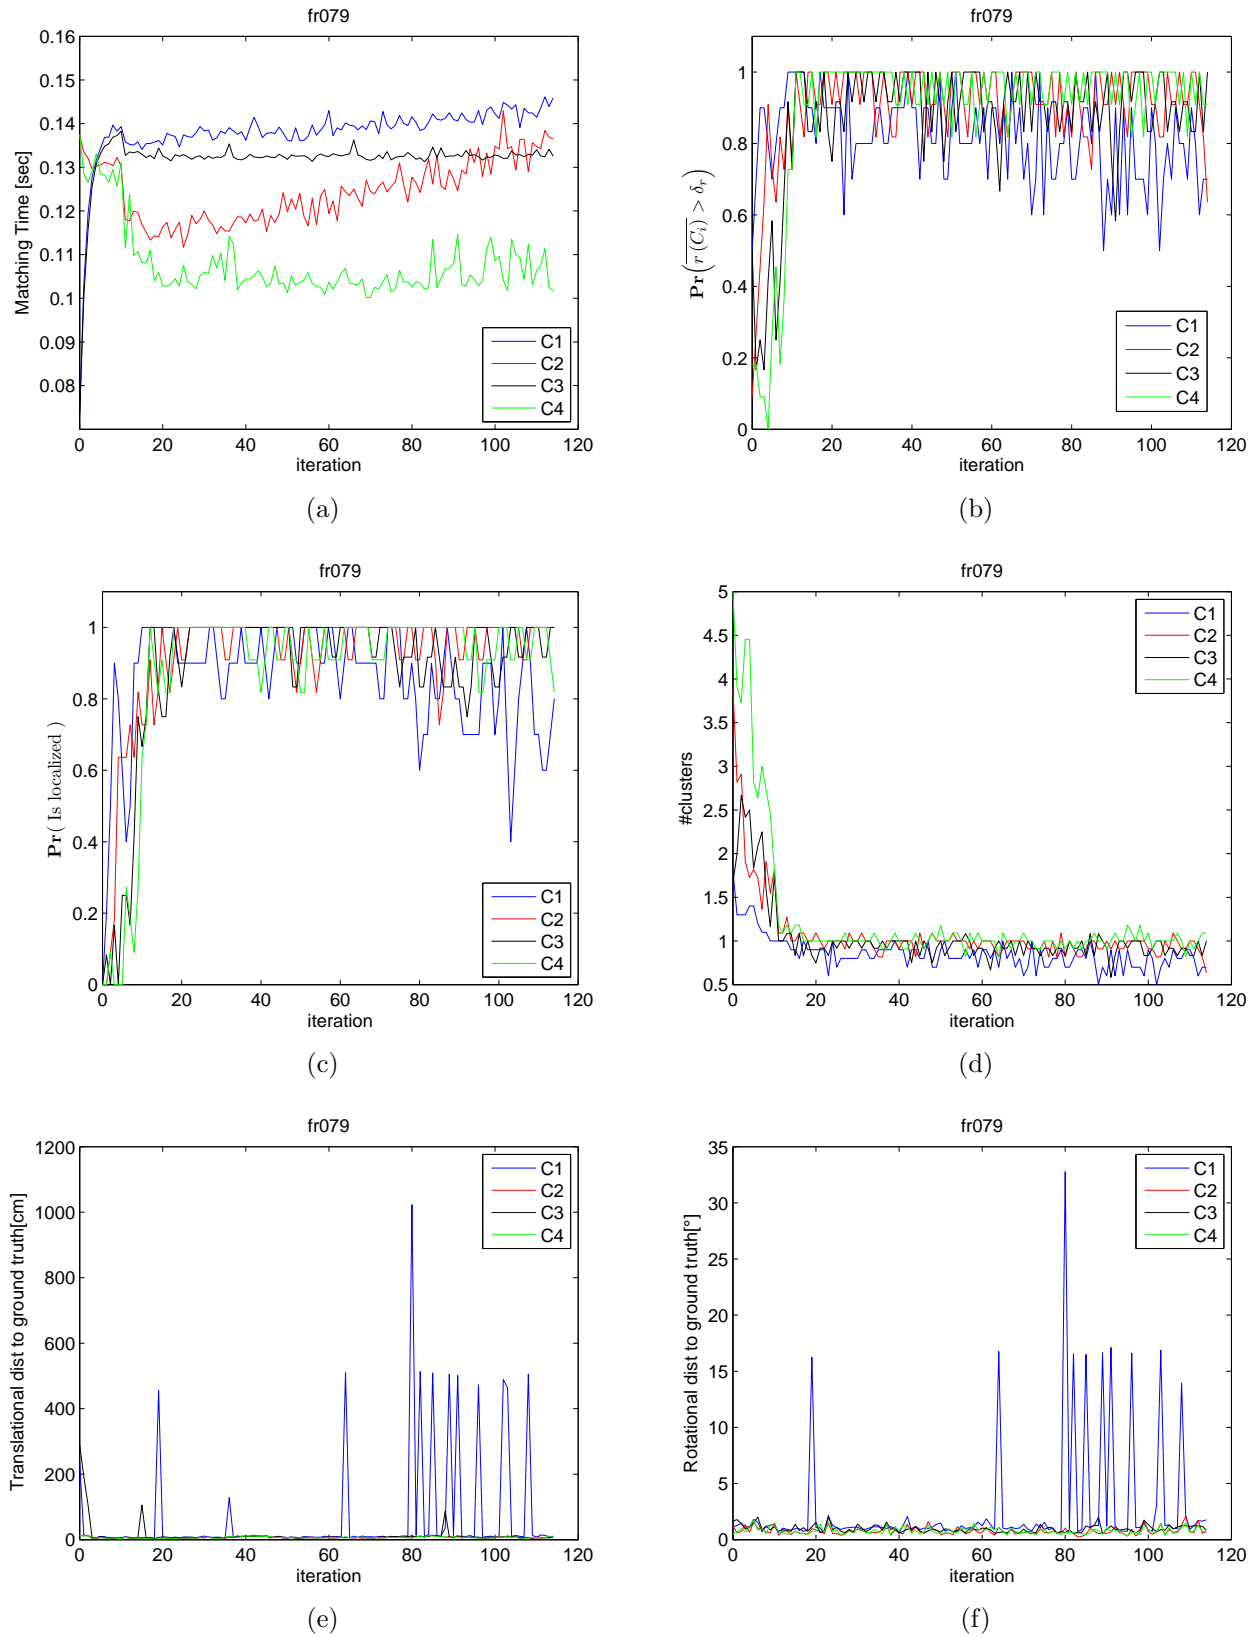 fr079
0.16
0.15
0.14
0.13
0.12
0.11
0.1
0.09
0.08
Matching Time [sec]
0 20 40 60 80 100 120
iteration
C1
C2
C3
C4
(a)
fr079
1
0.8
0.6
0.4
0.2
0
Pr( r(C_i) > δ_r )
0 20 40 60 80 100 120
iteration
C1
C2
C3
C4
(b)
fr079
1
0.8
0.6
0.4
0.2
0
Pr( Is localized )
0 20 40 60 80 100 120
iteration
C1
C2
C3
C4
(c)
fr079
5
4.5
4
3.5
3
2.5
2
1.5
1
0.5
#clusters
0 20 40 60 80 100 120
iteration
C1
C2
C3
C4
(d)
fr079
1200
1000
800
600
400
200
0
Translational dist to ground truth[cm]
0 20 40 60 80 100 120
iteration
C1
C2
C3
C4
(e)
fr079
35
30
25
20
15
10
5
0
Rotational dist to ground truth[°]
0 20 40 60 80 100 120
iteration
C1
C2
C3
C4
(f)